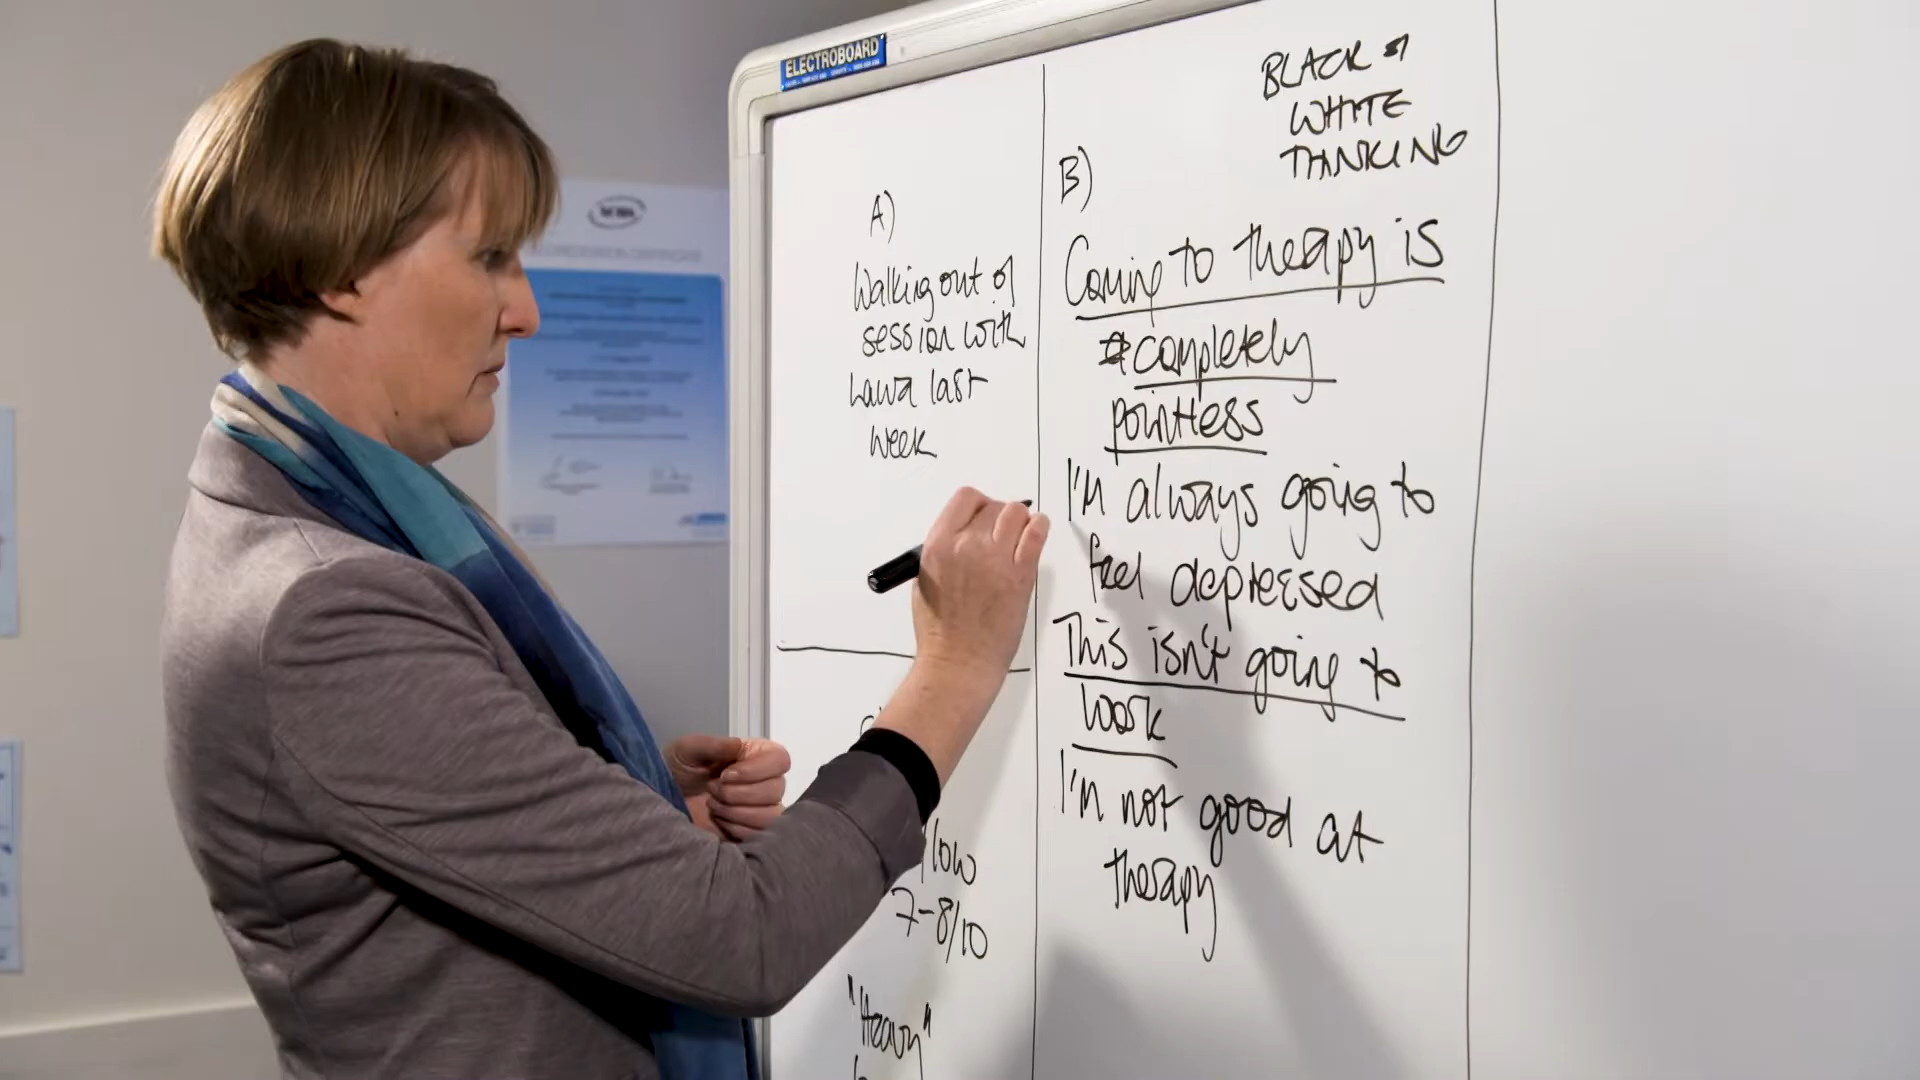 ELECTROBOARD
BLACK &
WHITE
THINKING
A)
Walking out of
session with
Laura last
week
B)
Coming to therapy is
completely
pointless
I'm always going to
feel depressed
This isn't going to
work
I'm not good at
therapy
low
7-8/10
"Heavy"